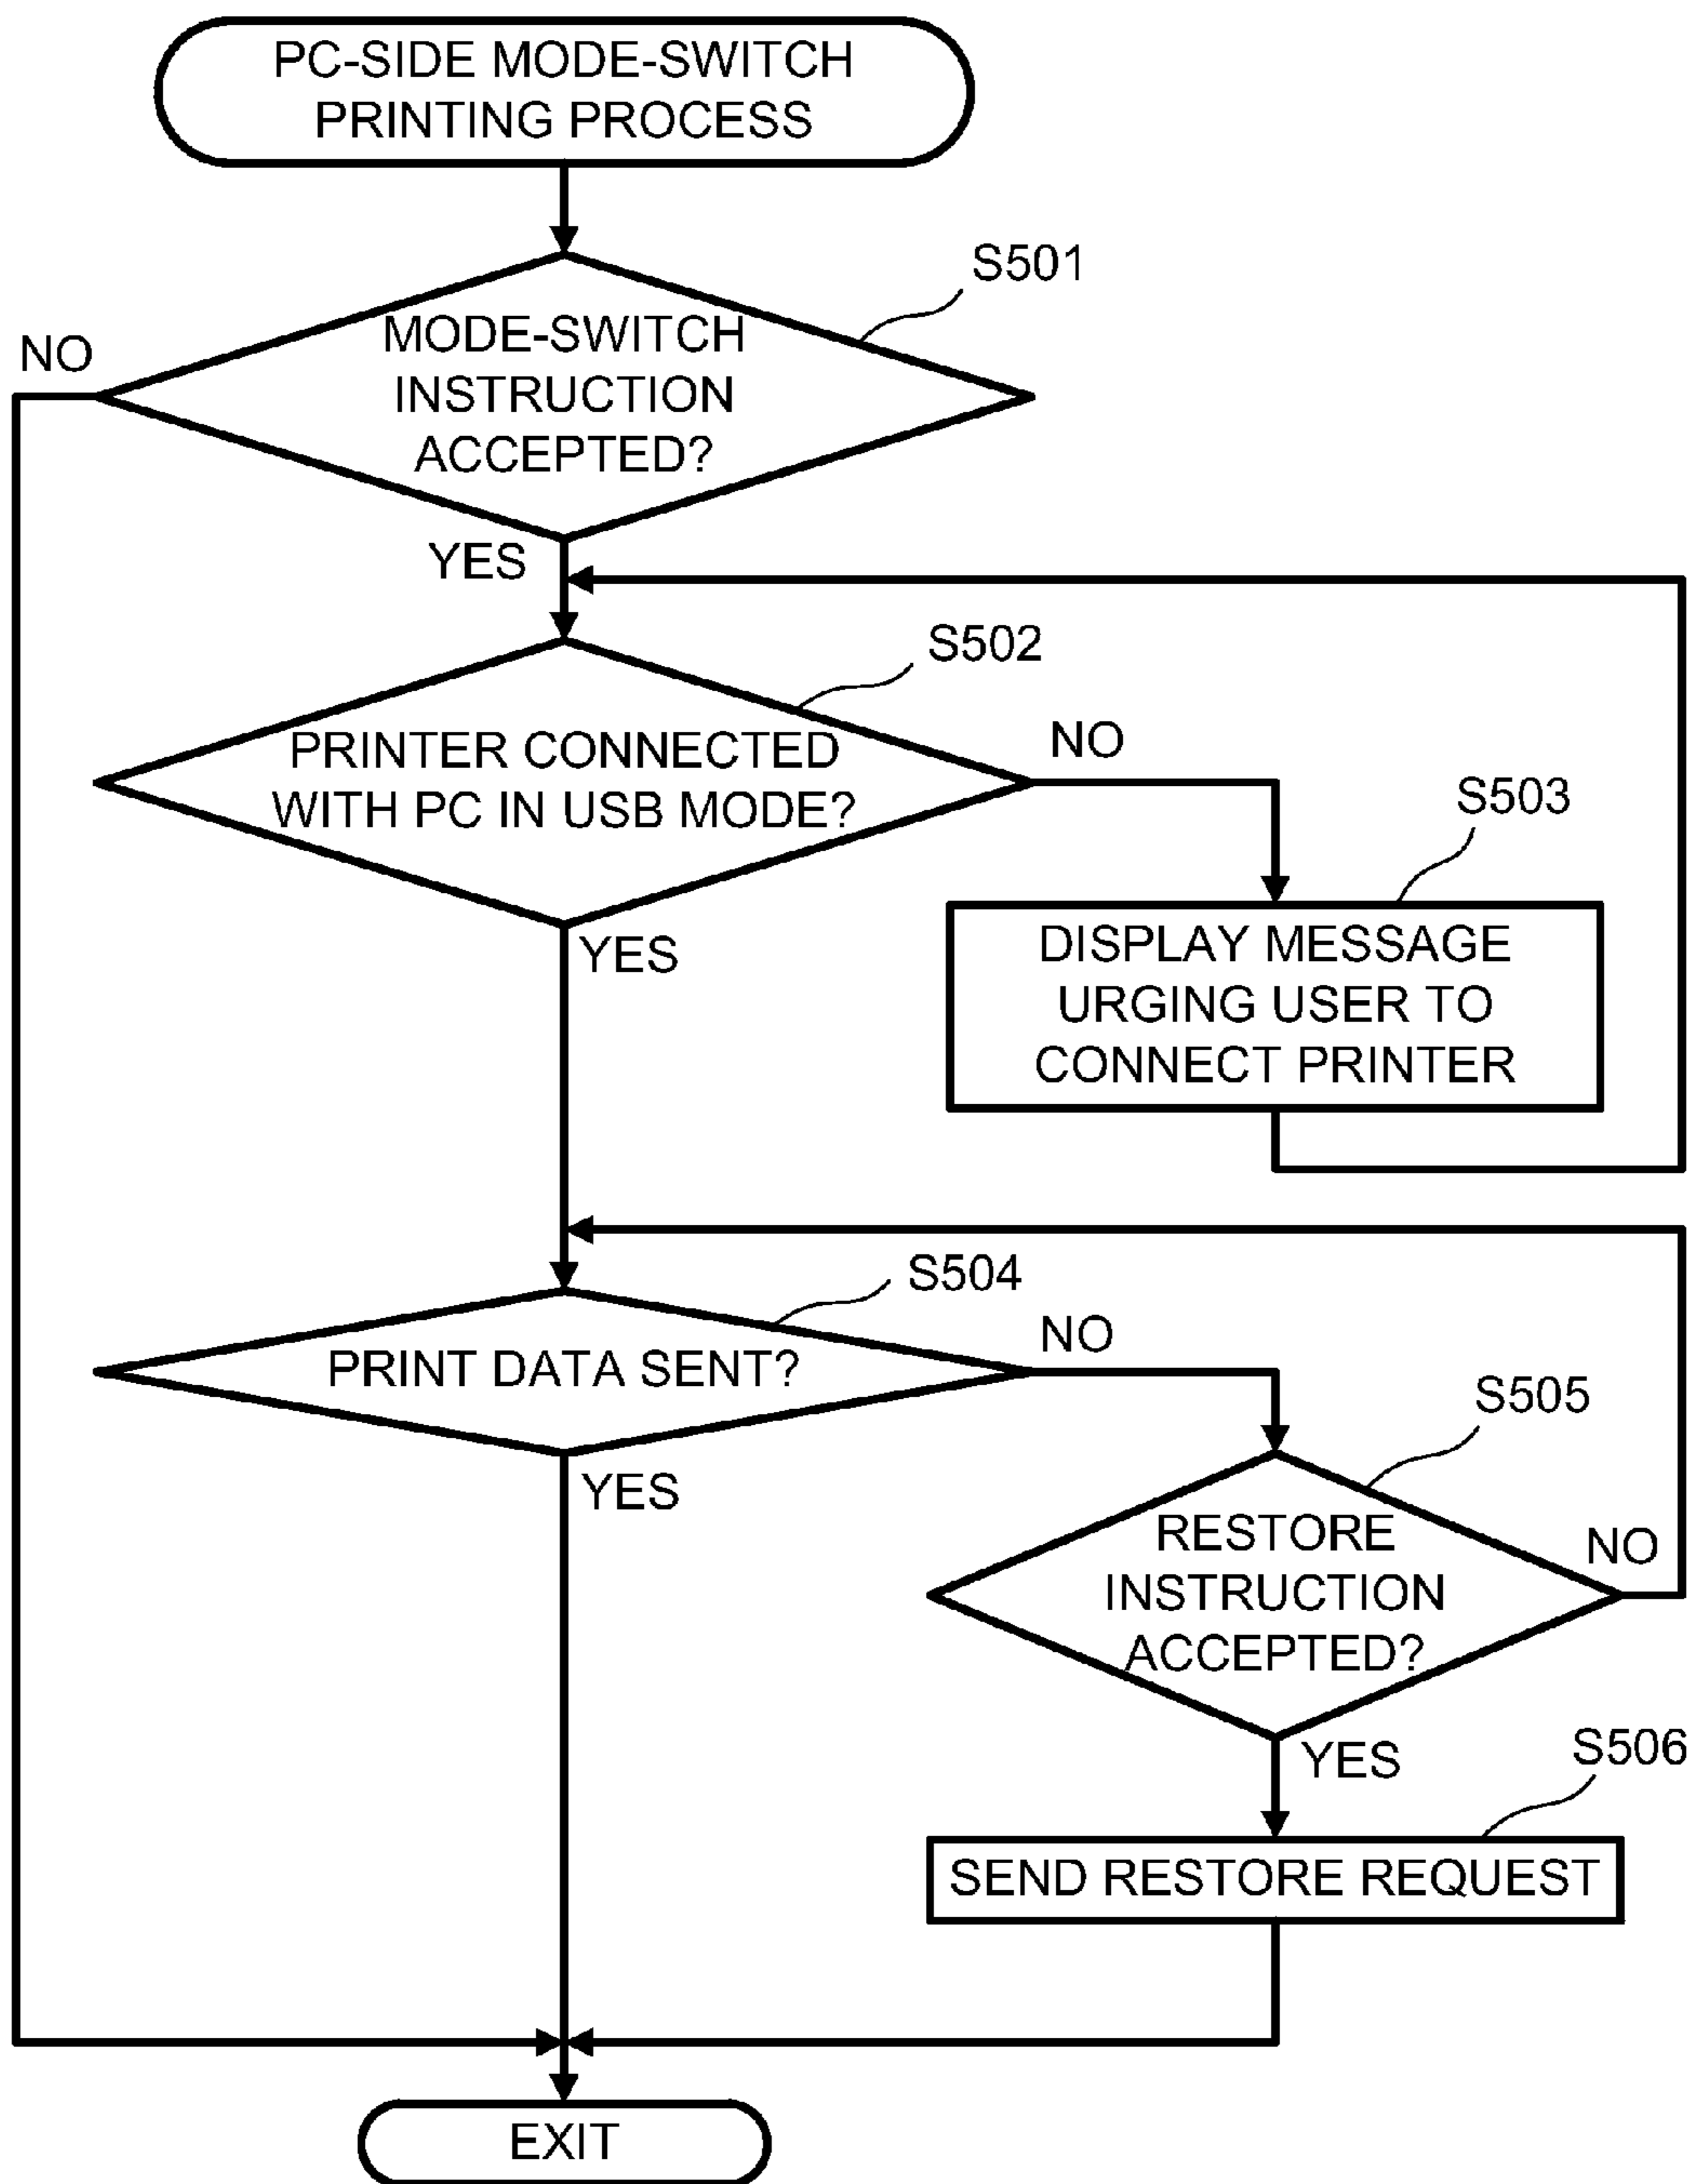 PC-SIDE MODE-SWITCH
PRINTING PROCESS
S501
NO
MODE-SWITCH
INSTRUCTION
ACCEPTED?
YES
S502
PRINTER CONNECTED
WITH PC IN USB MODE?
NO
S503
YES
DISPLAY MESSAGE
URGING USER TO
CONNECT PRINTER
S504
NO
PRINT DATA SENT?
S505
YES
RESTORE
INSTRUCTION
ACCEPTED?
NO
YES
S506
SEND RESTORE REQUEST
EXIT